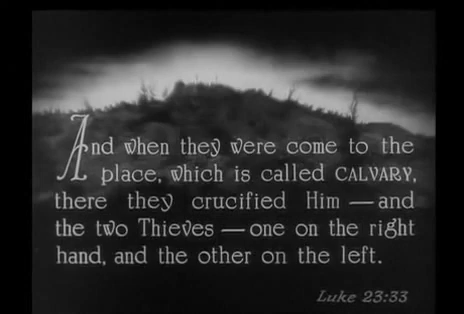 And when they were come to the
place, which is called CALVARY,
there they crucified Him — and
the two Thieves — one on the right
hand, and the other on the left.
Luke 23:33